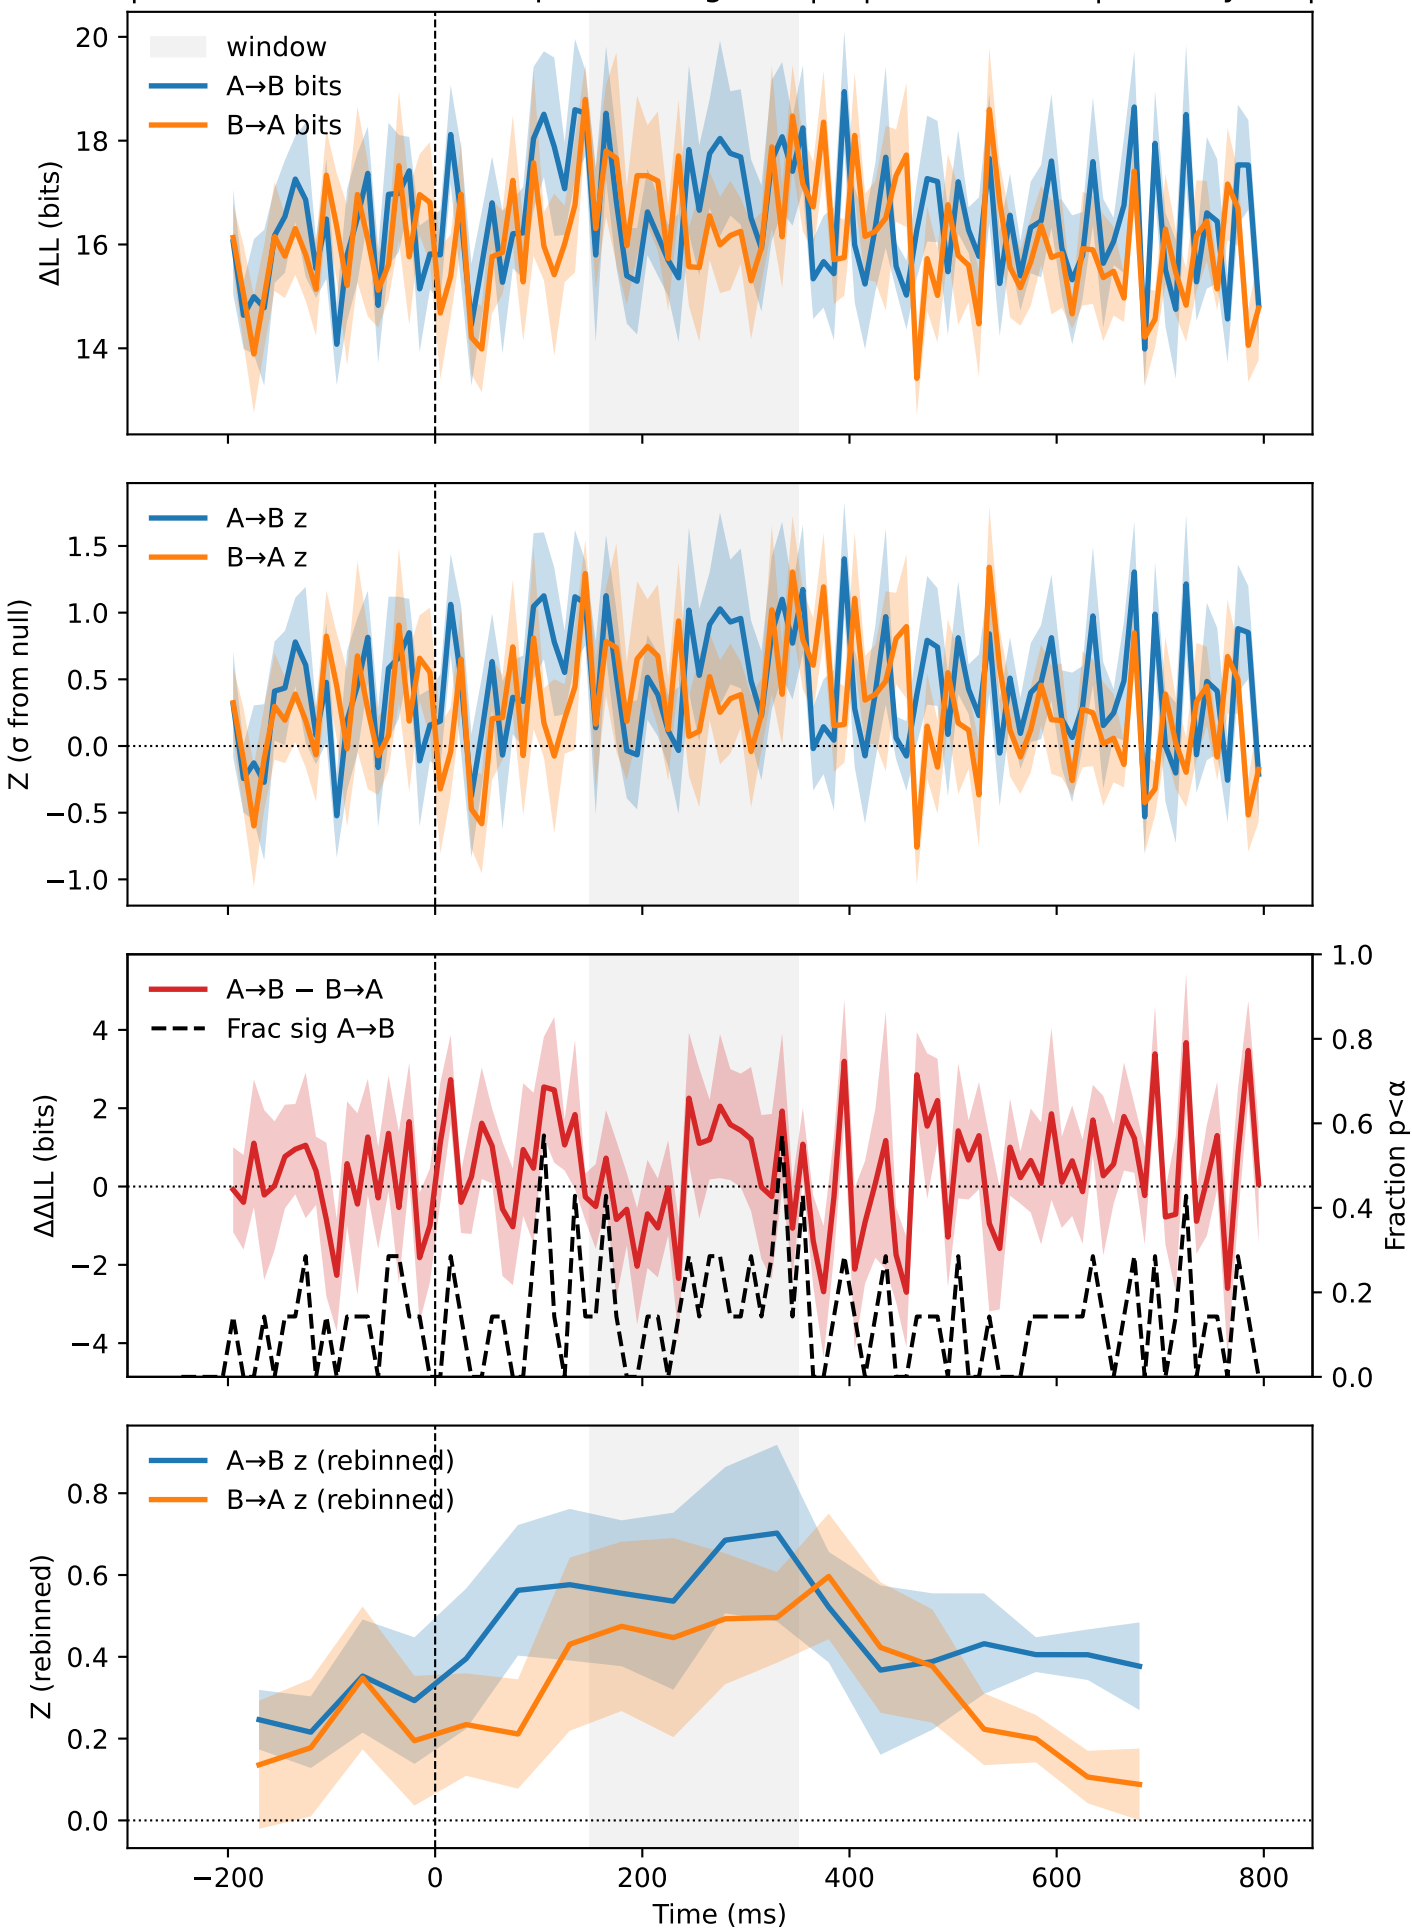 20
18
16
14
ΔLL (bits)
window
A→B bits
B→A bits
1.5
1.0
0.5
0.0
−0.5
−1.0
Z (σ from null)
A→B z
B→A z
4
2
0
−2
−4
ΔΔLL (bits)
A→B − B→A
Frac sig A→B
1.0
0.8
0.6
0.4
0.2
0.0
Fraction p<α
0.8
0.6
0.4
0.2
0.0
Z (rebinned)
A→B z (rebinned)
B→A z (rebinned)
−200 0 200 400 600 800
Time (ms)